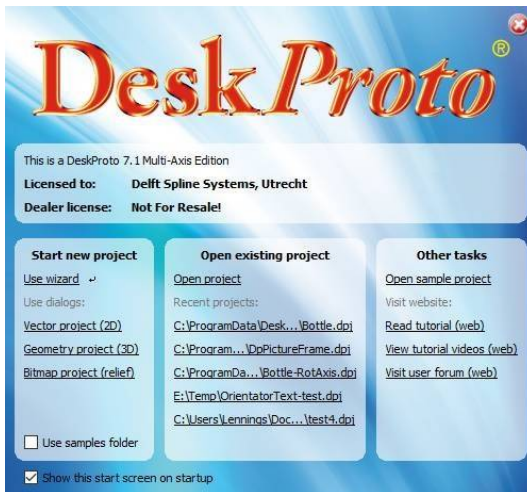 DeskProto®
This is a DeskProto 7.1 Multi-Axis Edition
Licensed to: Delft Spline Systems, Utrecht
Dealer license: Not For Resale!
Start new project
Use wizard ⤶
Use dialogs:
Vector project (2D)
Geometry project (3D)
Bitmap project (relief)
Use samples folder
Open existing project
Open project
Recent projects:
C:\ProgramData\Desk...\Bottle.dpj
C:\Program...\DpPictureFrame.dpj
C:\ProgramDa...\Bottle-RotAxis.dpj
E:\Temp\OrientatorText-test.dpj
C:\Users\Lennings\Doc...\test4.dpj
Other tasks
Open sample project
Visit website:
Read tutorial (web)
View tutorial videos (web)
Visit user forum (web)
Show this start screen on startup